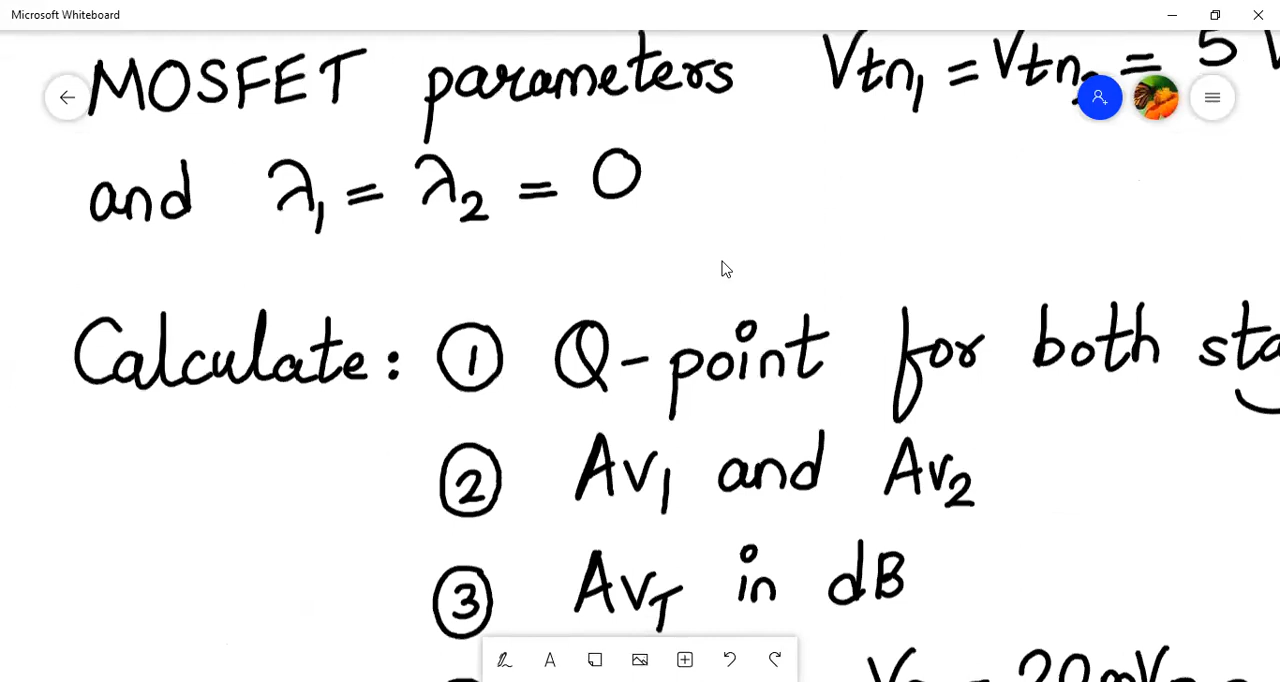 Microsoft Whiteboard
MOSFET parameters Vtn₁ = Vtn₂ = 5
and λ₁ = λ₂ = 0
Calculate: ① Q-point for both
② Av₁ and Av₂
③ AvT in dB
= 20mV